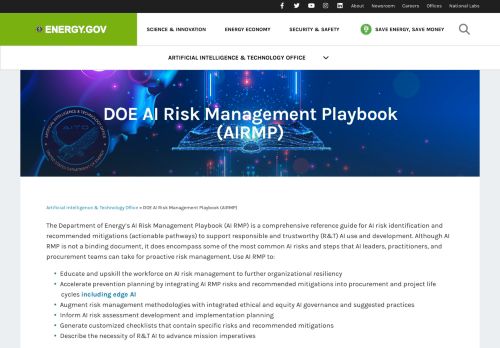 About Newsroom Careers Offices National Labs
ENERGY.GOV
SCIENCE & INNOVATION ENERGY ECONOMY SECURITY & SAFETY SAVE ENERGY, SAVE MONEY
ARTIFICIAL INTELLIGENCE & TECHNOLOGY OFFICE
DOE AI Risk Management Playbook
(AIRMP)
AITO
Artificial Intelligence & Technology Office » DOE AI Risk Management Playbook (AIRMP)
The Department of Energy's AI Risk Management Playbook (AI RMP) is a comprehensive reference guide for AI risk identification and
recommended mitigations (actionable pathways) to support responsible and trustworthy (R&T) AI use and development. Although AI
RMP is not a binding document, it does encompass some of the most common AI risks and steps that AI leaders, practitioners, and
procurement teams can take for proactive risk management. Use AI RMP to:
• Educate and upskill the workforce on AI risk management to further organizational resiliency
• Accelerate prevention planning by integrating AI RMP risks and recommended mitigations into procurement and project life
cycles including edge AI
• Augment risk management methodologies with integrated ethical and equity AI governance and suggested practices
• Inform AI risk assessment development and implementation planning
• Generate customized checklists that contain specific risks and recommended mitigations
• Describe the necessity of R&T AI to advance mission imperatives